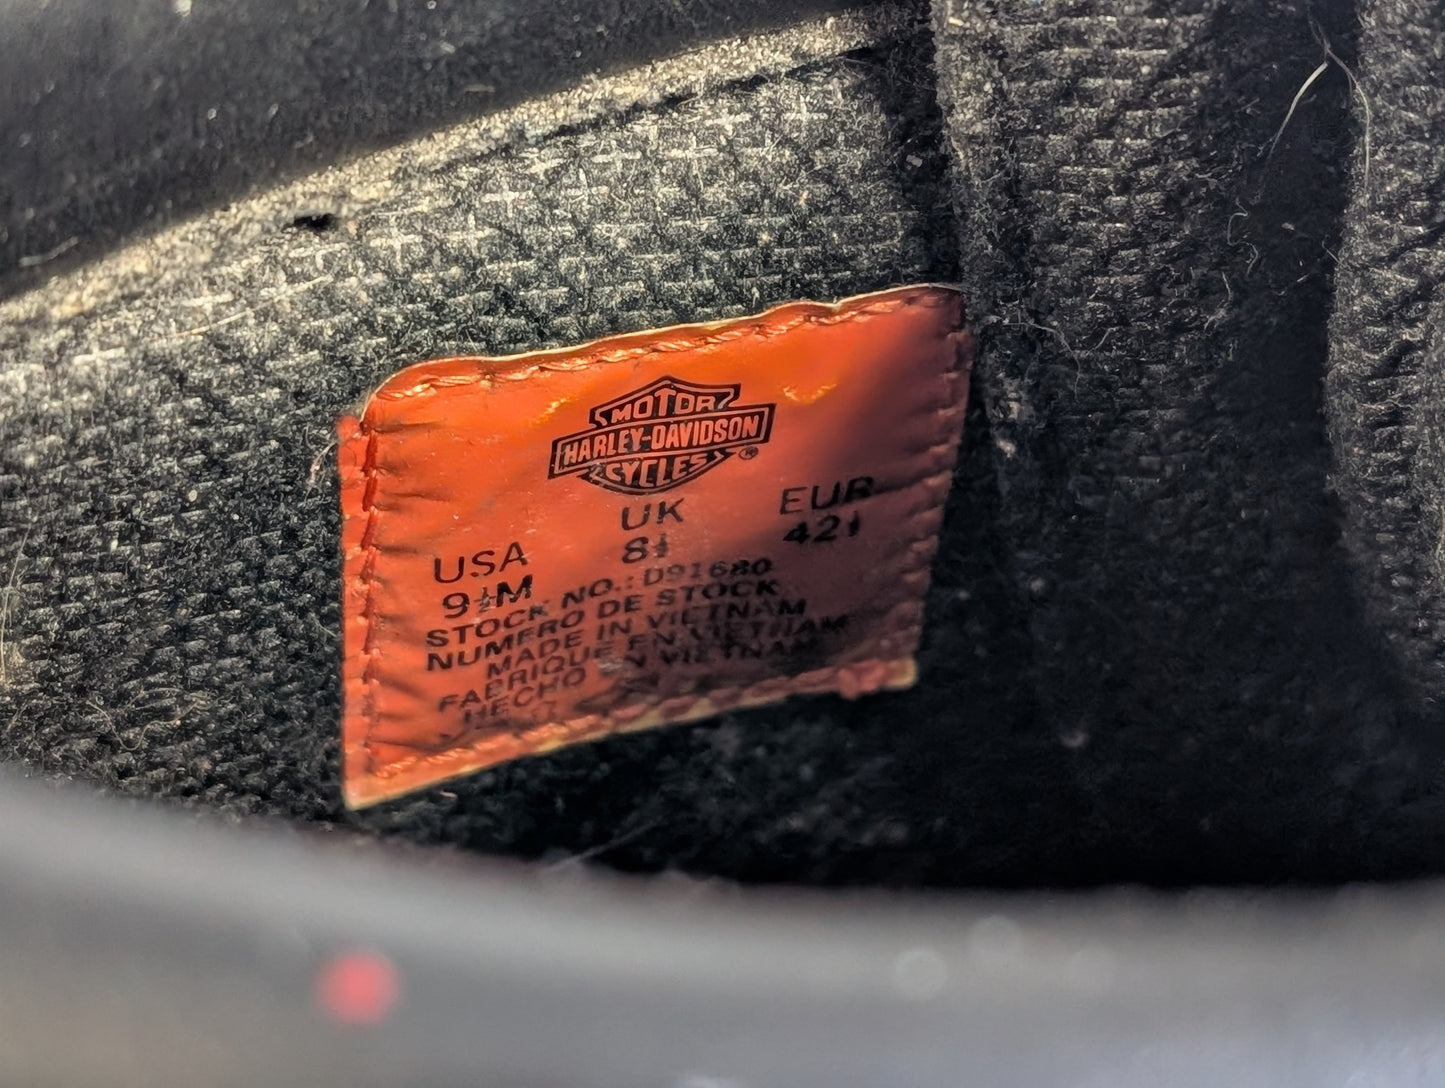 MOTOR
HARLEY-DAVIDSON
CYCLES ®
USA UK EUR
9½M 8½ 42½
STOCK NO.: D91680
NUMERO DE STOCK
MADE IN VIETNAM
FABRIQUE EN VIETNAM
HECHO EN VIETNAM